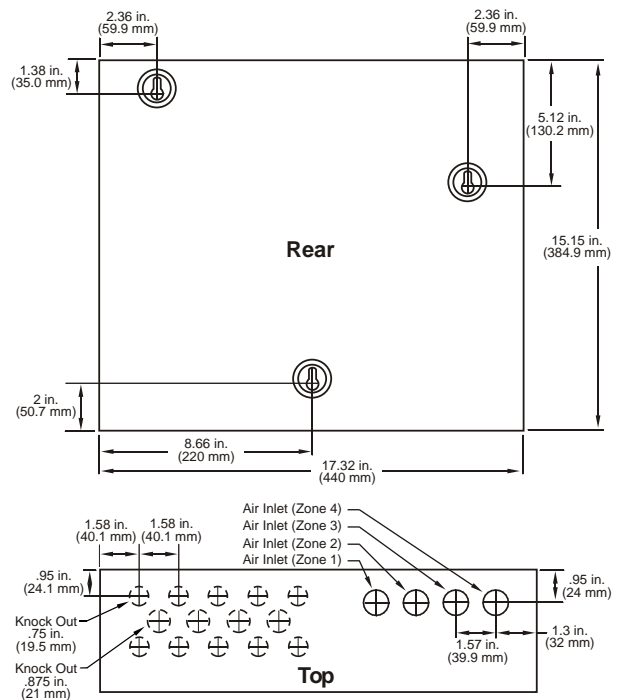 2.36 in.
(59.9 mm)
2.36 in.
(59.9 mm)
1.38 in.
(35.0 mm)
5.12 in.
(130.2 mm)
Rear
15.15 in.
(384.9 mm)
2 in.
(50.7 mm)
8.66 in.
(220 mm)
17.32 in.
(440 mm)
1.58 in.
(40.1 mm)
1.58 in.
(40.1 mm)
Air Inlet (Zone 4)
Air Inlet (Zone 3)
Air Inlet (Zone 2)
Air Inlet (Zone 1)
.95 in.
(24.1 mm)
.95 in.
(24 mm)
Knock Out
.75 in.
(19.5 mm)
Knock Out
.875 in.
(21 mm)
Top
1.57 in.
(39.9 mm)
1.3 in.
(32 mm)